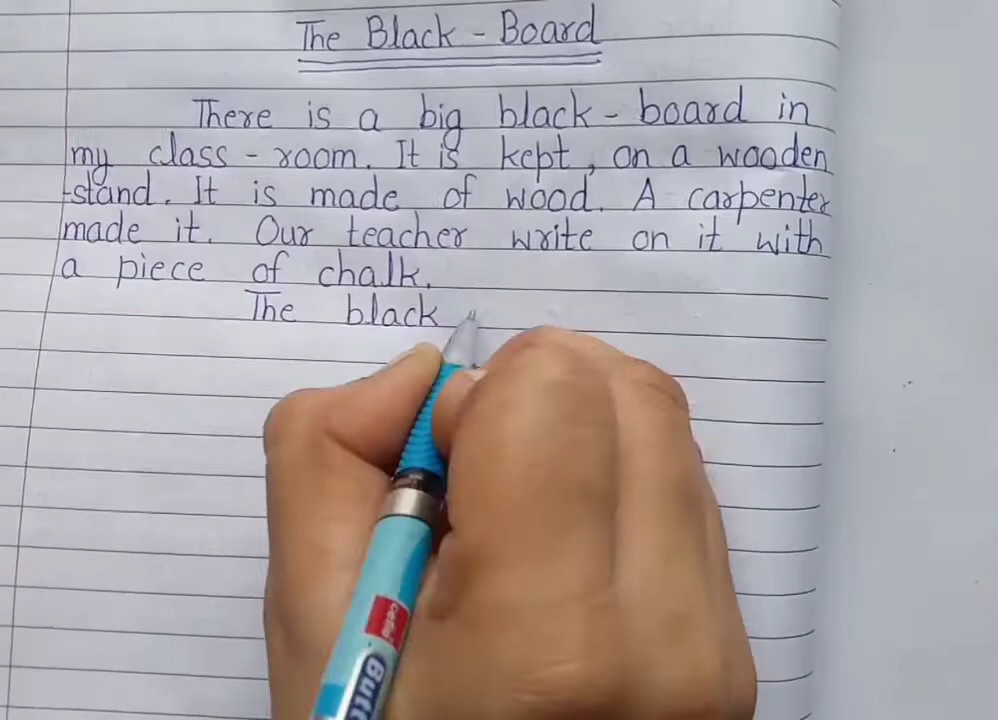 The Black - Board
There is a big black - board in
my class - room. It is kept, on a wooden
stand. It is made of wood. A carpenter
made it. Our teacher write on it with
a piece of chalk.
The black
cello